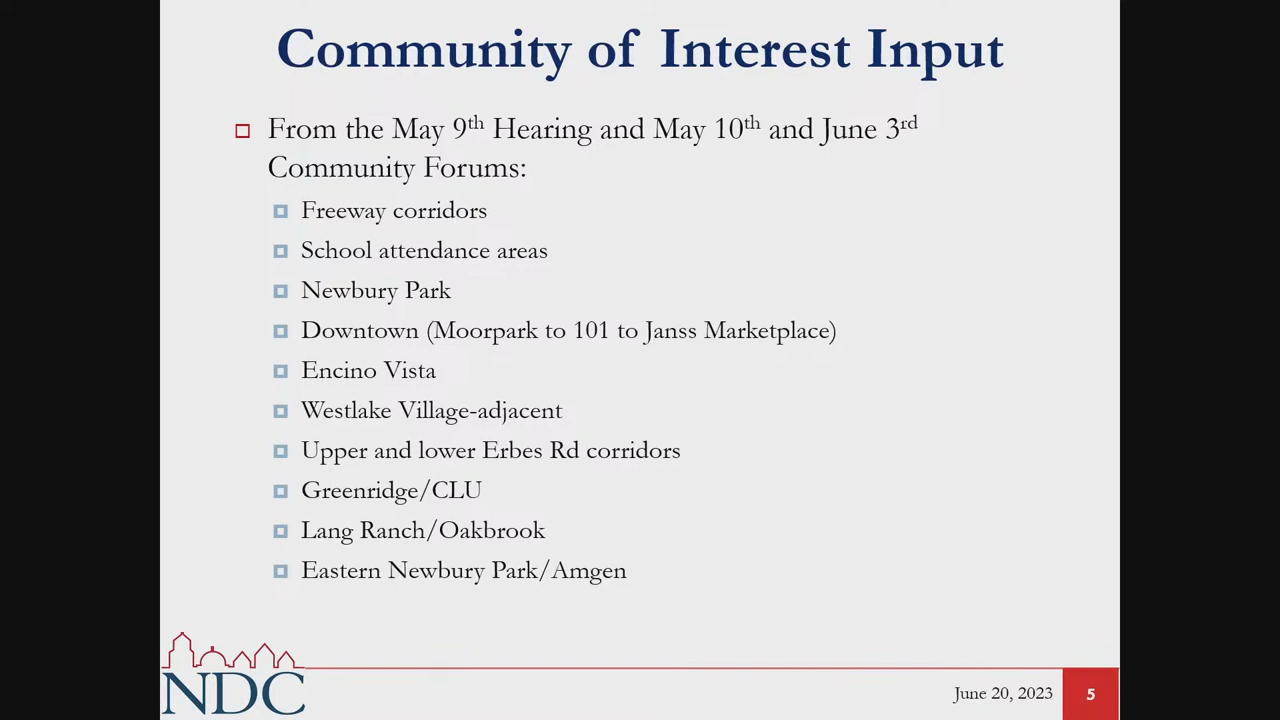 Community of Interest Input
From the May 9th Hearing and May 10th and June 3rd
Community Forums:
Freeway corridors
School attendance areas
Newbury Park
Downtown (Moorpark to 101 to Janss Marketplace)
Encino Vista
Westlake Village-adjacent
Upper and lower Erbes Rd corridors
Greenridge/CLU
Lang Ranch/Oakbrook
Eastern Newbury Park/Amgen
NDC
June 20, 2023
5